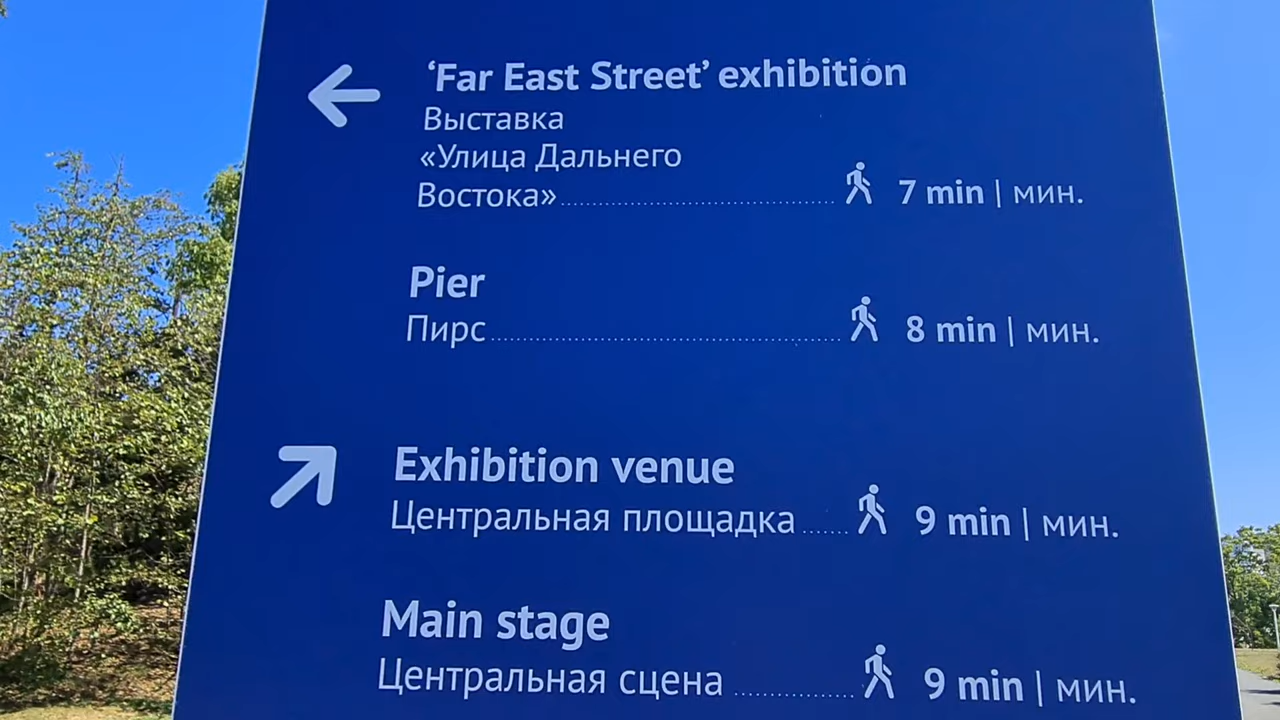 ‘Far East Street’ exhibition
Выставка
«Улица Дальнего
Востока» 7 min | мин.
Pier
Пирс 8 min | мин.
Exhibition venue
Центральная площадка 9 min | мин.
Main stage
Центральная сцена 9 min | мин.